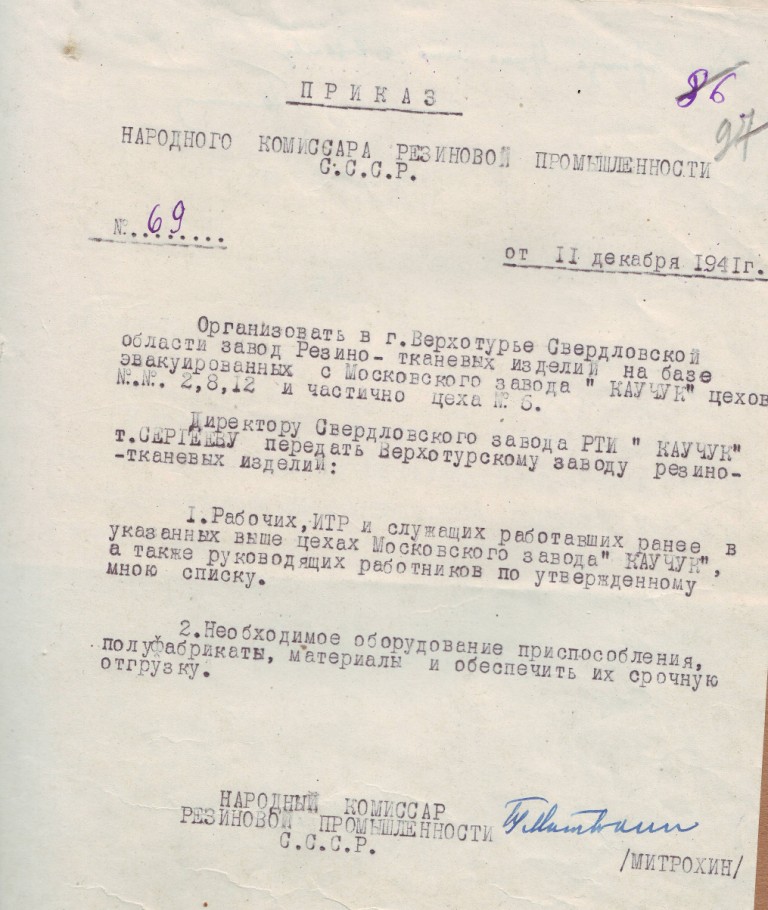 ПРИКАЗ
86
97
НАРОДНОГО КОМИССАРА РЕЗИНОВОЙ ПРОМЫШЛЕННОСТИ
С.С.С.Р.
№ 69
от 11 декабря 1941г.
Организовать в г.Верхотурье Свердловской
области завод Резино- тканевых изделий на базе
эвакуированных с Московского завода " КАУЧУК" цехов
№.№. 2,8,12 и частично цеха № 6.
Директору Свердловского завода РТИ " КАУЧУК"
т.СЕРГЕЕВУ передать Верхотурскому заводу резино-
-тканевых изделий:
1.Рабочих,ИТР и служащих работавших ранее в
указанных выше цехах Московского завода" КАУЧУК",
а также руководящих работников по утвержденному
мною списку.
2.Необходимое оборудование приспособления,
полуфабрикаты, материалы и обеспечить их срочную
отгрузку.
НАРОДНЫЙ КОМИССАР
РЕЗИНОВОЙ ПРОМЫШЛЕННОСТИ
С.С.С.Р.
/МИТРОХИН/